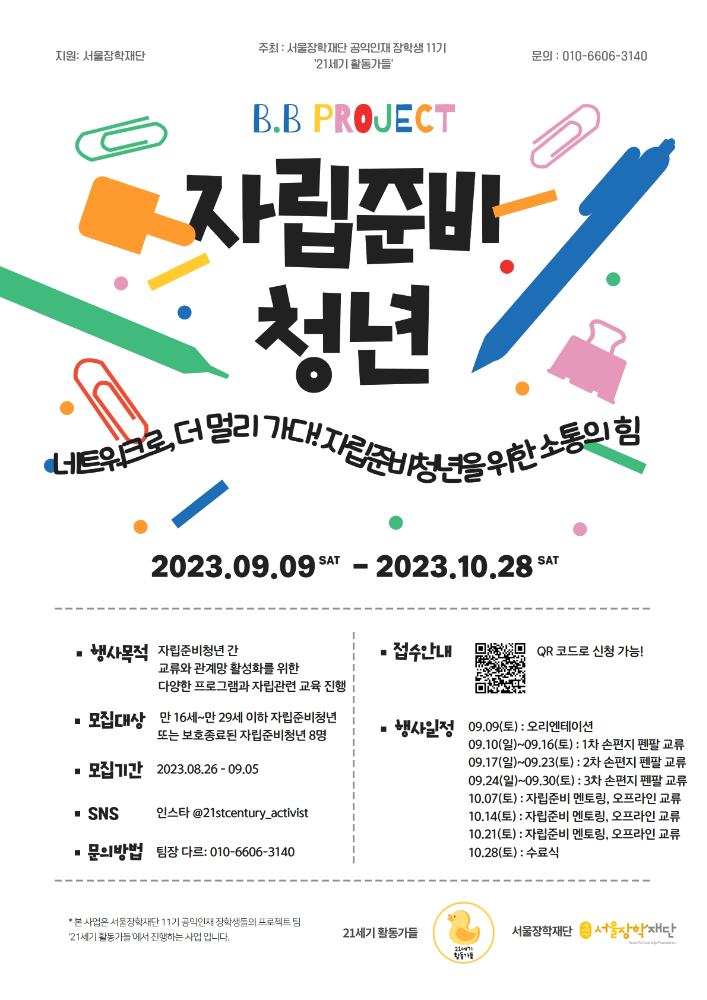 지원: 서울장학재단
주최 : 서울장학재단 공익인재 장학생 11기
'21세기 활동가들'
문의 : 010-6606-3140
B.B PROJECT
자립준비
청년
네트워크로, 더 멀리 가다! 자립준비청년을 위한 소통의 힘
2023.09.09 SAT - 2023.10.28 SAT
▪ 행사목적 자립준비청년 간
교류와 관계망 활성화를 위한
다양한 프로그램과 자립관련 교육 진행
▪ 모집대상 만 16세~만 29세 이하 자립준비청년
또는 보호종료된 자립준비청년 8명
▪ 모집기간 2023.08.26 - 09.05
▪ SNS 인스타 @21stcentury_activist
▪ 문의방법 팀장 다르: 010-6606-3140
▪ 접수안내 QR 코드로 신청 가능!
▪ 행사일정 09.09(토) : 오리엔테이션
09.10(일)~09.16(토) : 1차 손편지 펜팔 교류
09.17(일)~09.23(토) : 2차 손편지 펜팔 교류
09.24(일)~09.30(토) : 3차 손편지 펜팔 교류
10.07(토) : 자립준비 멘토링, 오프라인 교류
10.14(토) : 자립준비 멘토링, 오프라인 교류
10.21(토) : 자립준비 멘토링, 오프라인 교류
10.28(토) : 수료식
* 본 사업은 서울장학재단 11기 공익인재 장학생들의 프로젝트 팀
'21세기 활동가들'에서 진행하는 사업 입니다.
21세기 활동가들
21세기
활동가들
서울장학재단
서울장학재단
Seoul Scholarship Foundation